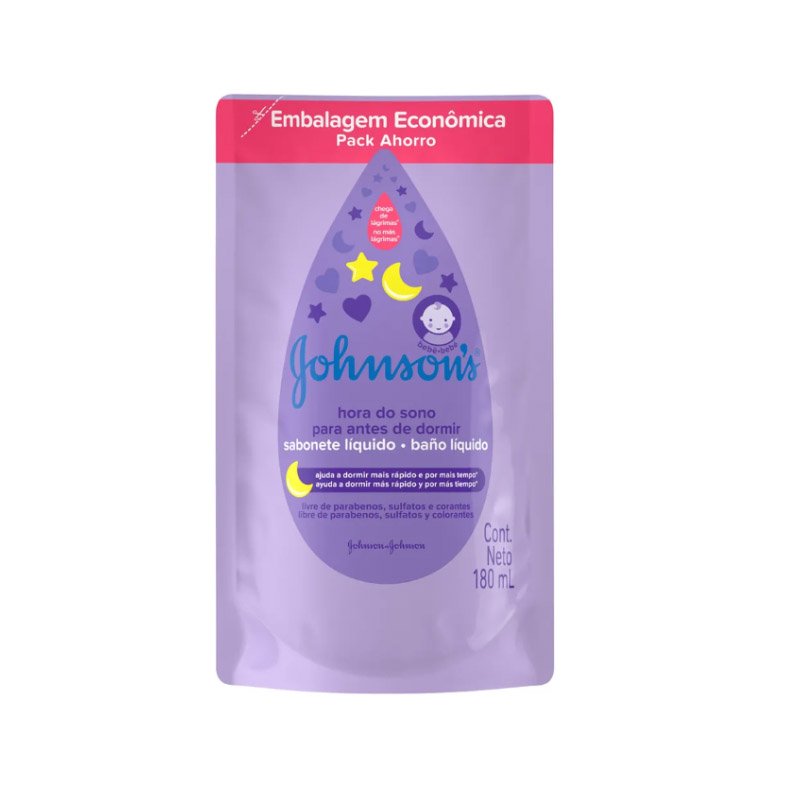 Embalagem Econômica
Pack Ahorro
chega
de
lágrimas*
no más
lágrimas*
bebê•bebé
Johnson's®
hora do sono
para antes de dormir
sabonete líquido • baño líquido
ajuda a dormir mais rápido e por mais tempo*
ayuda a dormir más rápido y por más tiempo*
livre de parabenos, sulfatos e corantes
libre de parabenos, sulfatos y colorantes
Johnson+Johnson
Cont.
Neto
180 mL